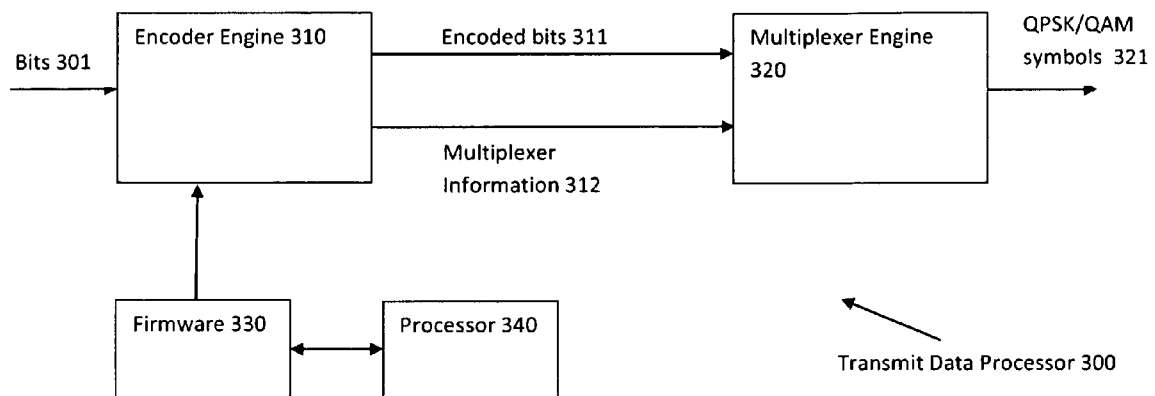 Bits 301
Encoder Engine 310
Encoded bits 311
Multiplexer
Information 312
Multiplexer Engine
320
QPSK/QAM
symbols 321
Firmware 330
Processor 340
Transmit Data Processor 300